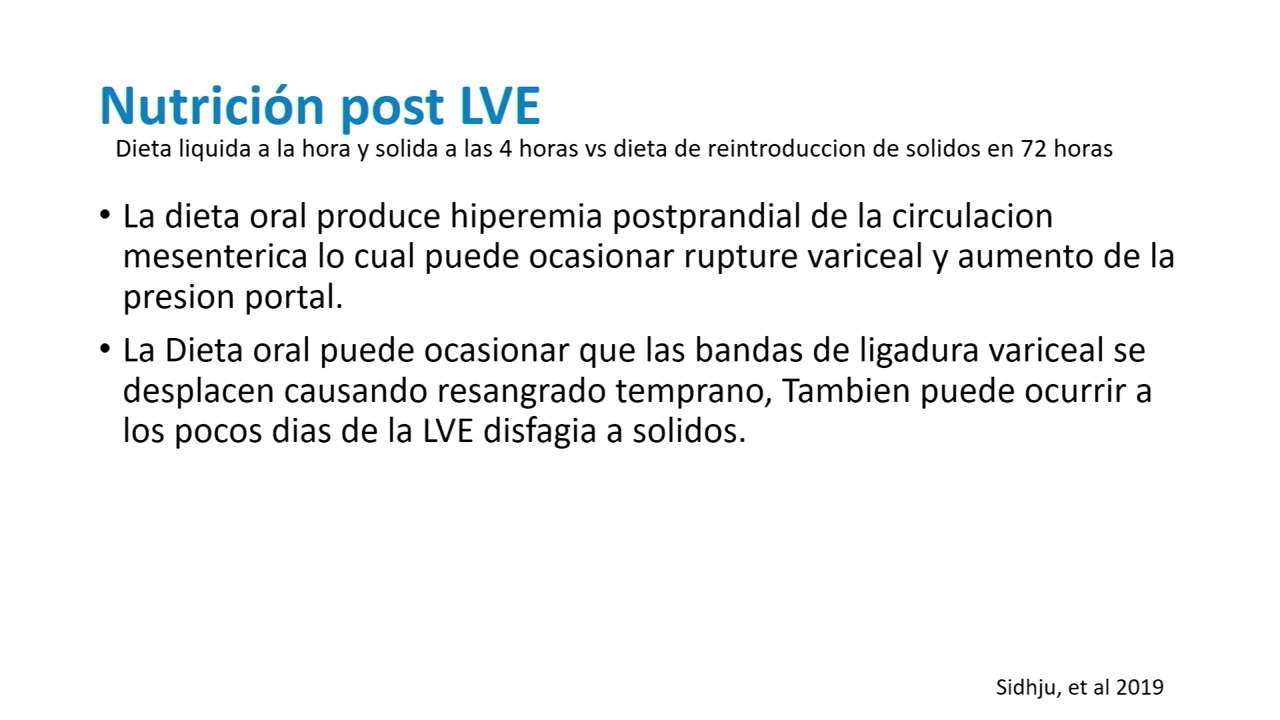 Nutrición post LVE
Dieta liquida a la hora y solida a las 4 horas vs dieta de reintroduccion de solidos en 72 horas
• La dieta oral produce hiperemia postprandial de la circulacion
mesenterica lo cual puede ocasionar rupture variceal y aumento de la
presion portal.
• La Dieta oral puede ocasionar que las bandas de ligadura variceal se
desplacen causando resangrado temprano, Tambien puede ocurrir a
los pocos dias de la LVE disfagia a solidos.
Sidhju, et al 2019